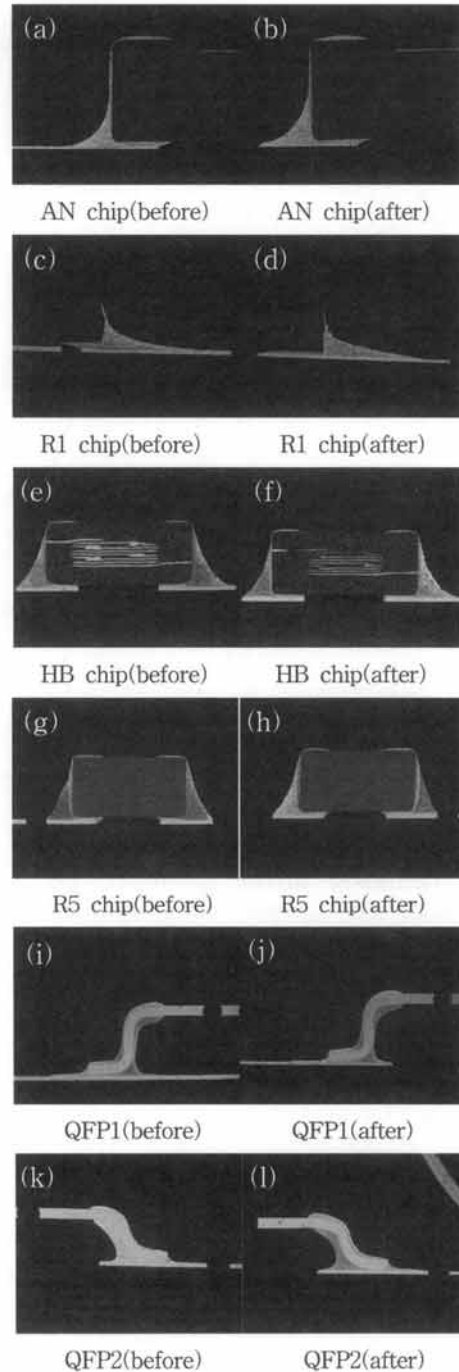 (a) (b)
AN chip(before) AN chip(after)
(c) (d)
R1 chip(before) R1 chip(after)
(e) (f)
HB chip(before) HB chip(after)
(g) (h)
R5 chip(before) R5 chip(after)
(i) (j)
QFP1(before) QFP1(after)
(k) (l)
QFP2(before) QFP2(after)